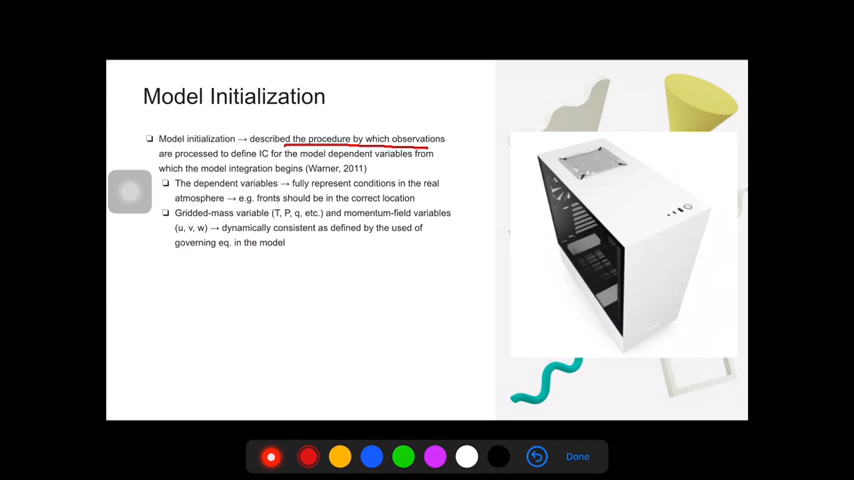 Model Initialization
❏ Model initialization → described the procedure by which observations
are processed to define IC for the model dependent variables from
which the model integration begins (Warner, 2011)
❏ The dependent variables → fully represent conditions in the real
atmosphere → e.g. fronts should be in the correct location
❏ Gridded-mass variable (T, P, q, etc.) and momentum-field variables
(u, v, w) → dynamically consistent as defined by the used of
governing eq. in the model
Done